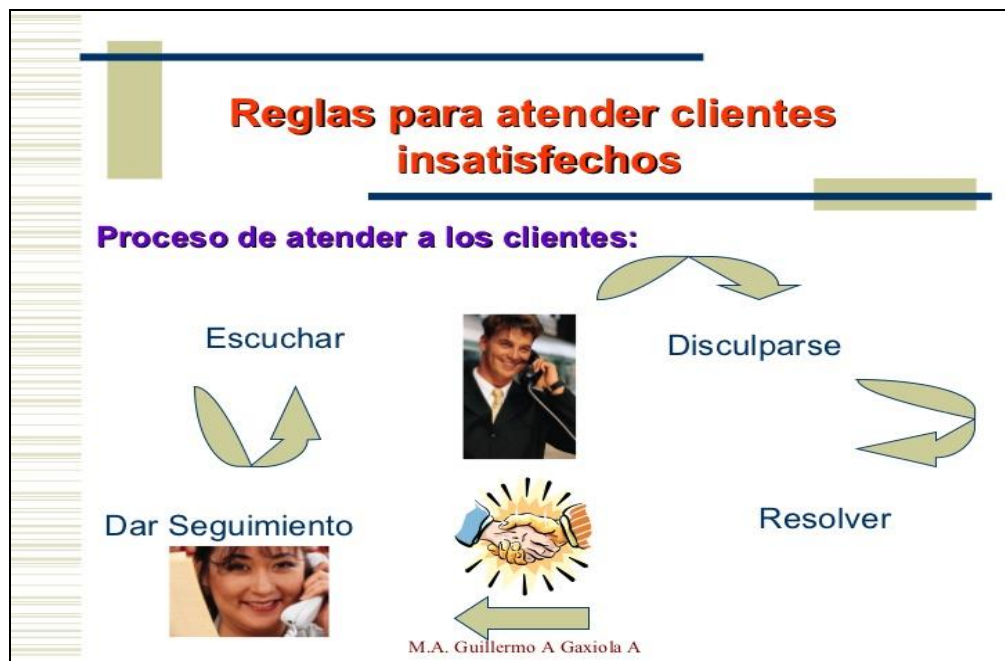 Reglas para atender clientes
insatisfechos
Proceso de atender a los clientes:
Escuchar
Disculparse
Dar Seguimiento
Resolver
M.A. Guillermo A Gaxiola A